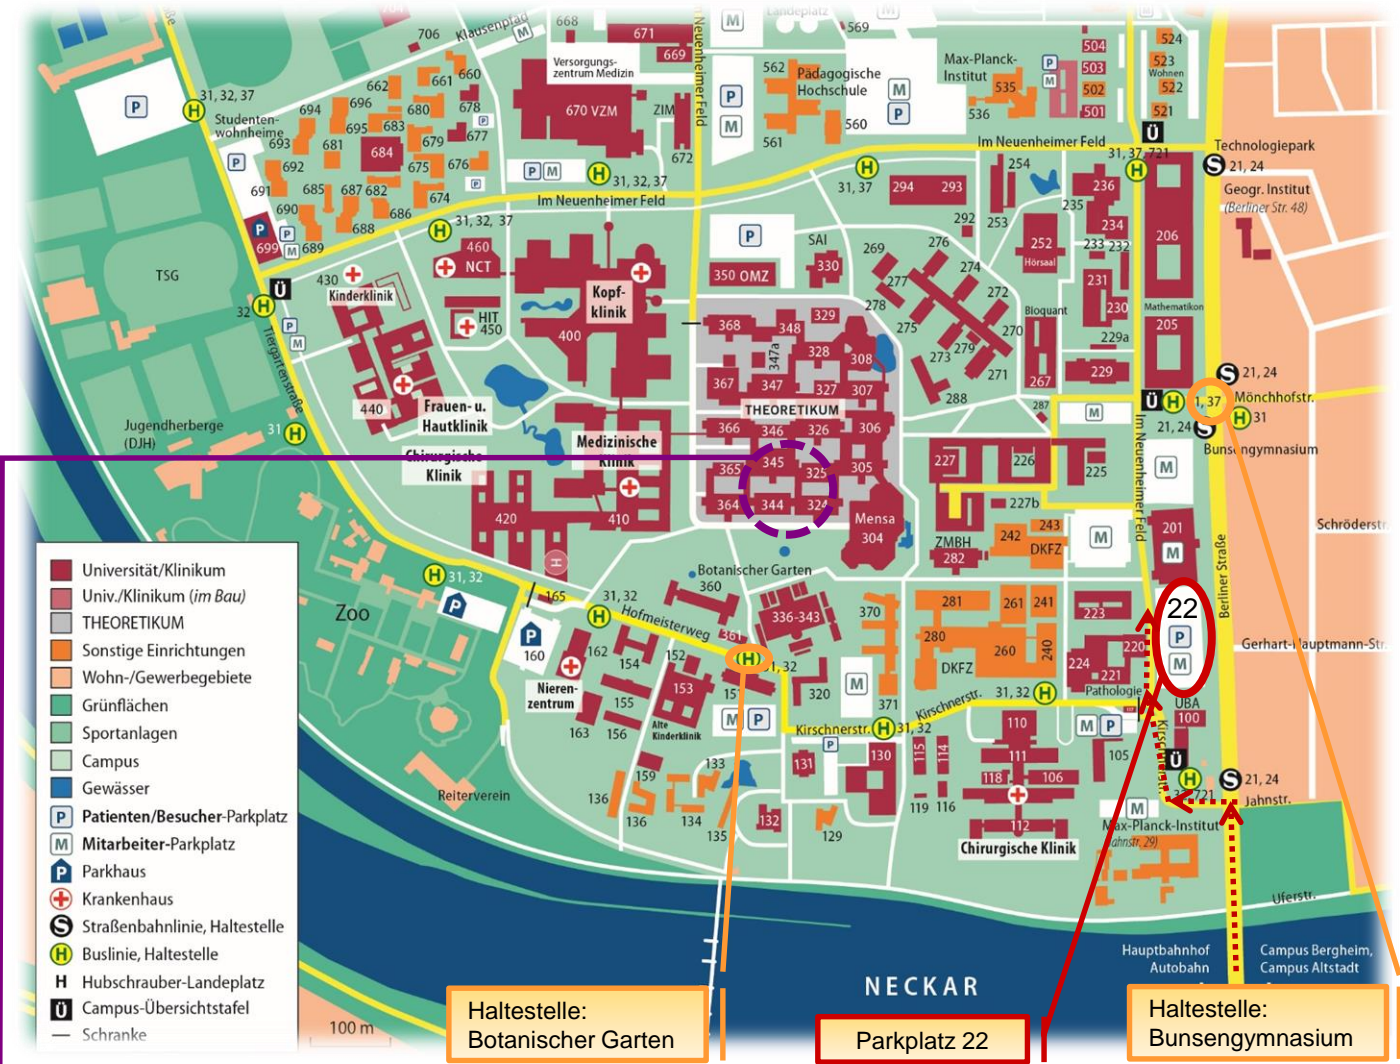 704
706
Klausenpfad
M
668
671
669
Landeplatz
M
569
M
524
504
31, 32, 37
P
Studenten-
wohnheime
662
661
660
694
696
680
678
693
695
683
679
677
681
684
692
675
676
691
685
687
682
674
690
686
688
689
699
Versorgungs-
zentrum Medizin
670 VZM
ZIM
672
P M
31, 32, 37
Im Neuenheimer Feld
m Neuenheimer Feld
P
M
562
Pädagogische
Hochschule
560
561
M
P
Max-Planck-
Institut
535
536
P
M
503
502
501
523
Wohnen
522
521
Ü
Im Neuenheimer Feld
31, 37, 721
Technologiepark
S 21, 24
Geogr. Institut
(Berliner Str. 48)
31, 37
294
293
254
253
292
236
235
234
233
232
252
Hörsaal
206
231
230
Mathematikon
205
229a
229
TSG
430
Kinderklinik
31, 32, 37
460
NCT
HIT
450
Kopf-
klinik
400
P
350 OMZ
SAI
330
269
276
277
274
278
272
275
270
279
273
271
288
Bioquant
267
287
32
Tiergartenstraße
440
Frauen- u.
Hautklinik
Chirurgische
Klinik
Medizinische
Klinik
420
410
368
348
329
347a
328
308
367
347
327
307
THEORETIKUM
366
346
326
306
365
345
325
305
364
344
324
Mensa
304
S 21, 24
Mönchhofstr.
Ü H 1, 37
H 31
21, 24 S
Bunsengymnasium
Im Neuenheimer Feld
Berliner Straße
227
226
225
227b
M
M
M
201
M
Schröderstr.
Jugendherberge
(DJH)
31 H
Universität/Klinikum
Univ./Klinikum (im Bau)
THEORETIKUM
Sonstige Einrichtungen
Wohn-/Gewerbegebiete
Grünflächen
Sportanlagen
Campus
Gewässer
P Patienten/Besucher-Parkplatz
M Mitarbeiter-Parkplatz
P Parkhaus
Krankenhaus
S Straßenbahnlinie, Haltestelle
H Buslinie, Haltestelle
H Hubschrauber-Landeplatz
Ü Campus-Übersichtstafel
Schranke
100 m
Zoo
H 31, 32
P
165
P
160
Nieren-
zentrum
162
163
154
155
156
152
153
Alte
Kinderklinik
31, 32
Hofmeisterweg
Botanischer Garten
360
361
(H) 31, 32
151
M P
336-343
320
M
370
371
ZMBH
282
242
243
DKFZ
281
261
241
280
DKFZ
260
240
223
224
220
221
Pathologie
22
P
M
Gerhart-Hauptmann-Str.
UBA
100
Ü
Kirschnerstr.
Kirschnerstr.
31, 32
31, 32
Kirschnerstr.
M P
105
110
111
118
106
112
Chirurgische Klinik
115
114
119
116
130
131
P
132
129
133
134
135
136
136
159
Reiterverein
S 21, 24
Jahnstr.
M
Max-Planck-Institut
Uferstr.
NECKAR
Hauptbahnhof
Autobahn
Campus Bergheim,
Campus Altstadt
Haltestelle:
Botanischer Garten
Parkplatz 22
Haltestelle:
Bunsengymnasium